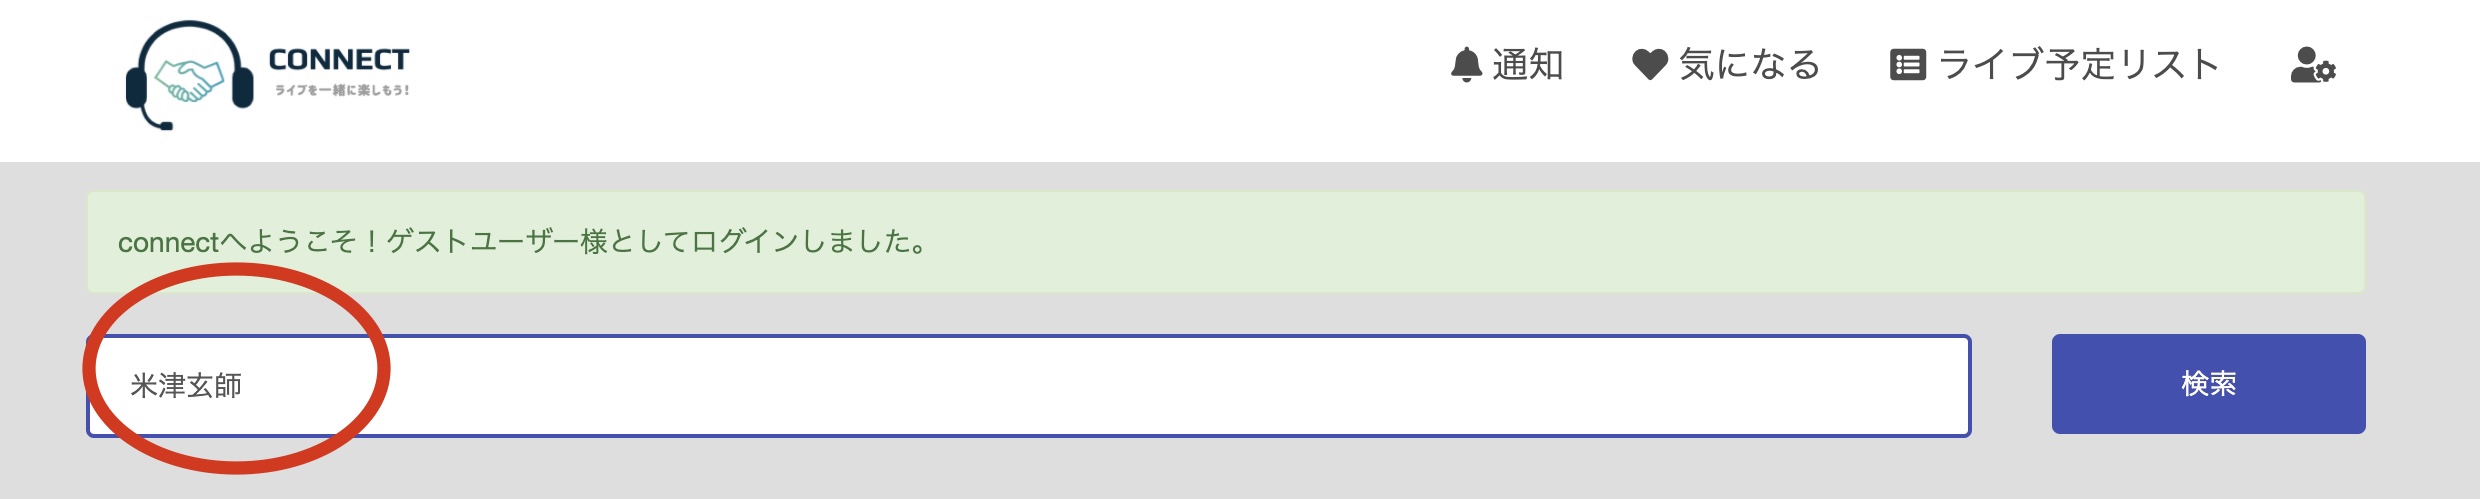 CONNECT
ライブを一緒に楽しもう!
通知 気になる ライブ予定リスト
connectへようこそ！ゲストユーザー様としてログインしました。
米津玄師 検索